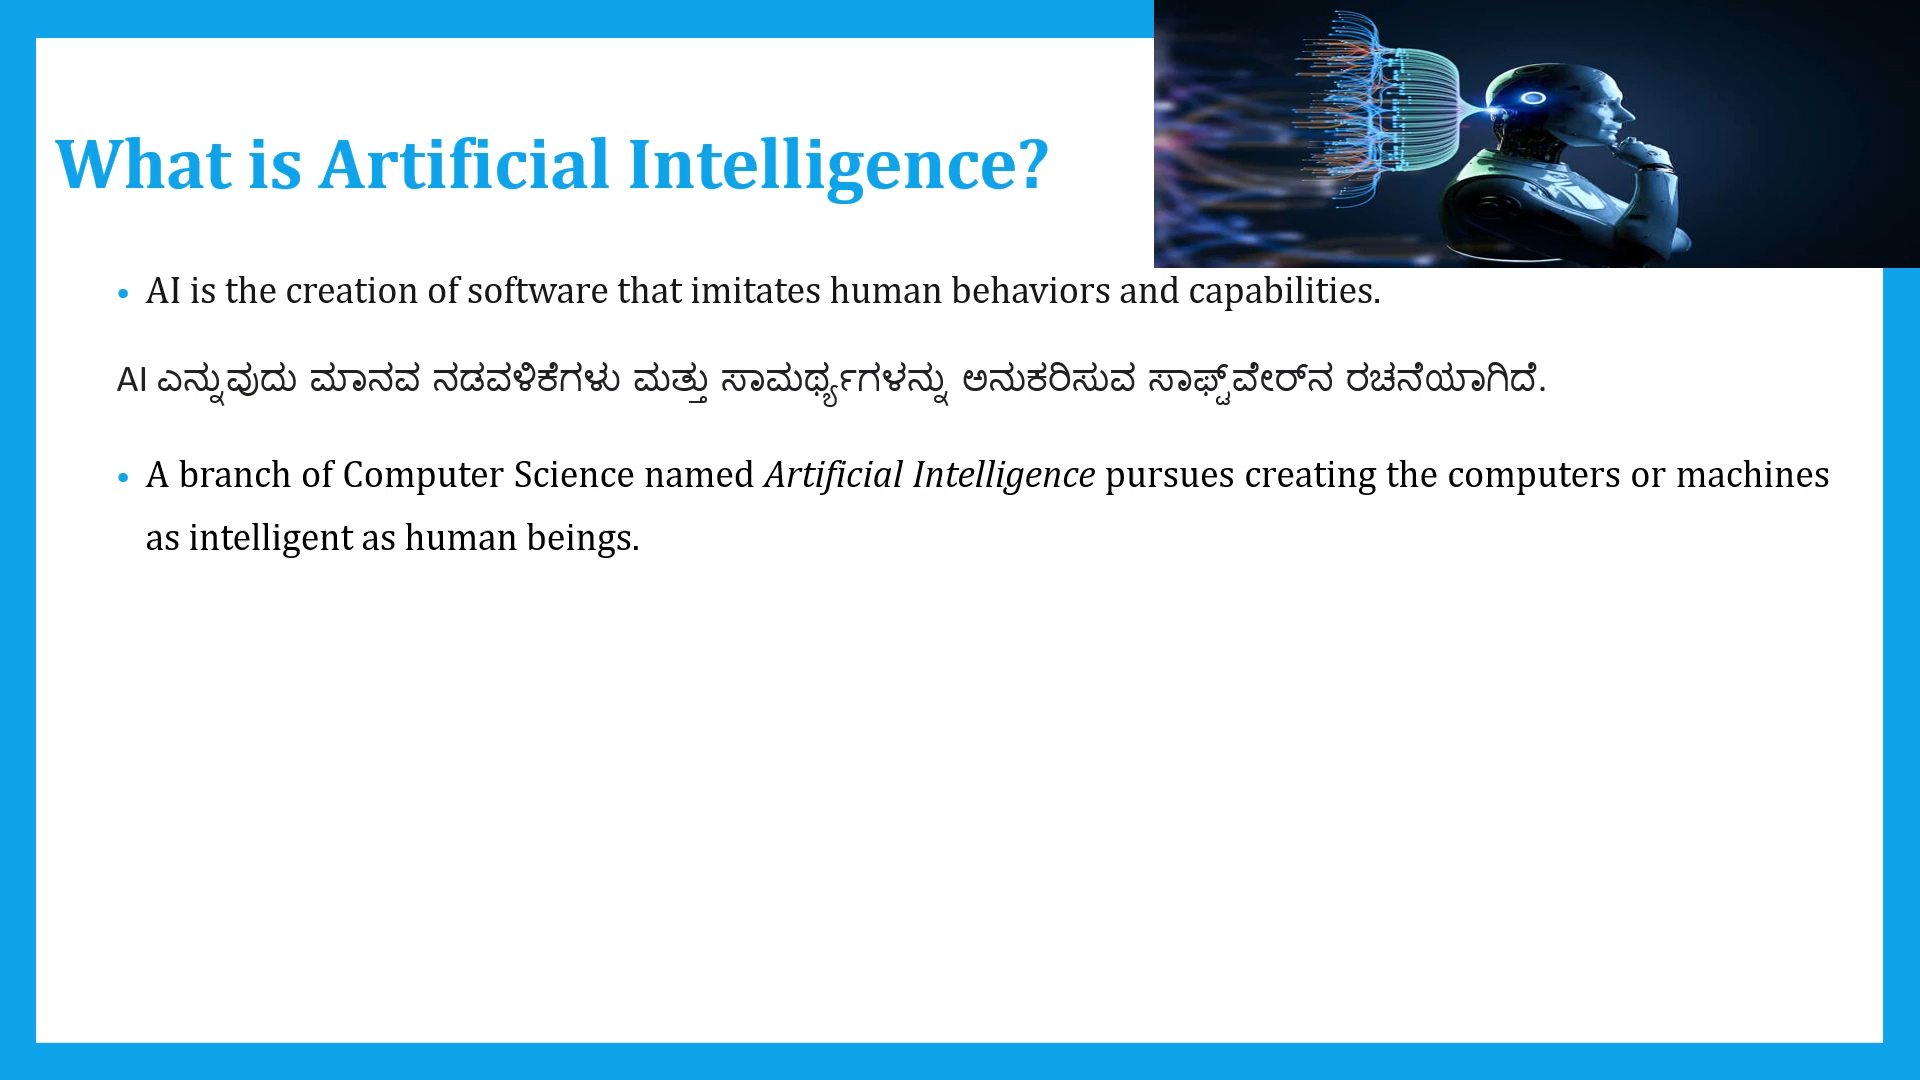 What is Artificial Intelligence?
• AI is the creation of software that imitates human behaviors and capabilities.
AI ಎನ್ನುವುದು ಮಾನವ ನಡವಳಿಕೆಗಳು ಮತ್ತು ಸಾಮರ್ಥ್ಯಗಳನ್ನು ಅನುಕರಿಸುವ ಸಾಫ್ಟ್‌ವೇರ್‌ನ ರಚನೆಯಾಗಿದೆ.
• A branch of Computer Science named Artificial Intelligence pursues creating the computers or machines
as intelligent as human beings.